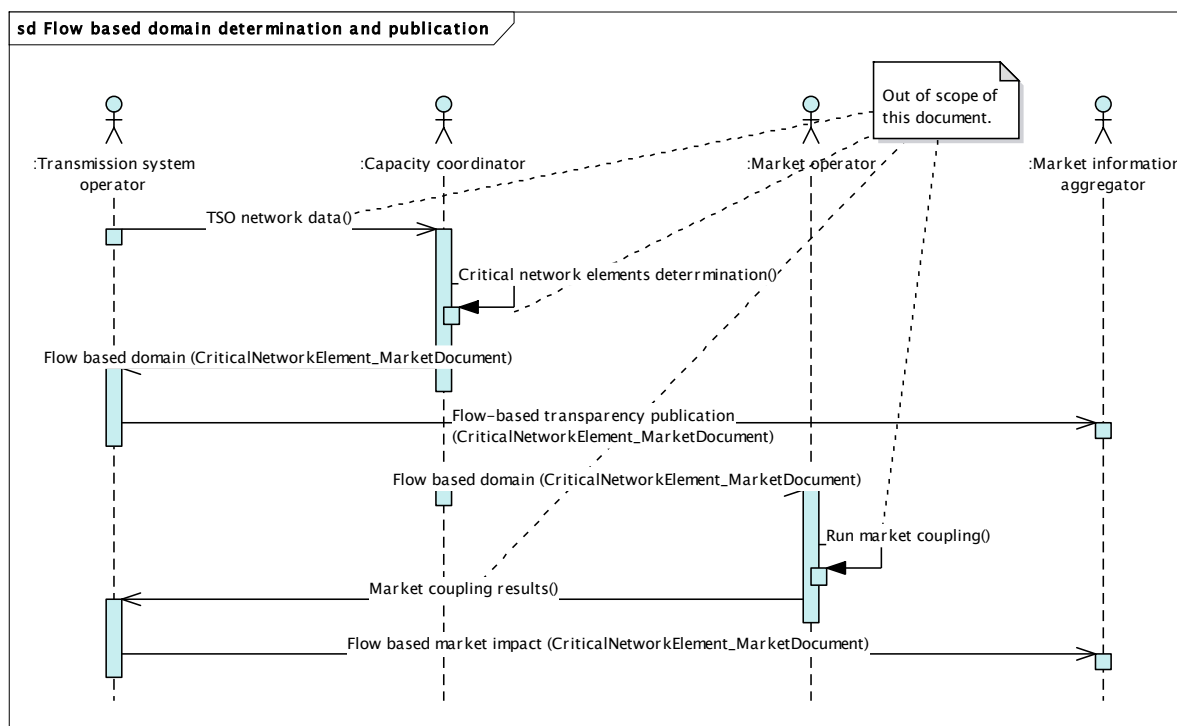 sd Flow based domain determination and publication
Out of scope of
this document.
:Transmission system
operator
:Capacity coordinator
:Market operator
:Market information
aggregator
TSO network data()
Critical network elements deterrmination()
Flow based domain (CriticalNetworkElement_MarketDocument)
Flow-based transparency publication
(CriticalNetworkElement_MarketDocument)
Flow based domain (CriticalNetworkElement_MarketDocument)
Run market coupling()
Market coupling results()
Flow based market impact (CriticalNetworkElement_MarketDocument)